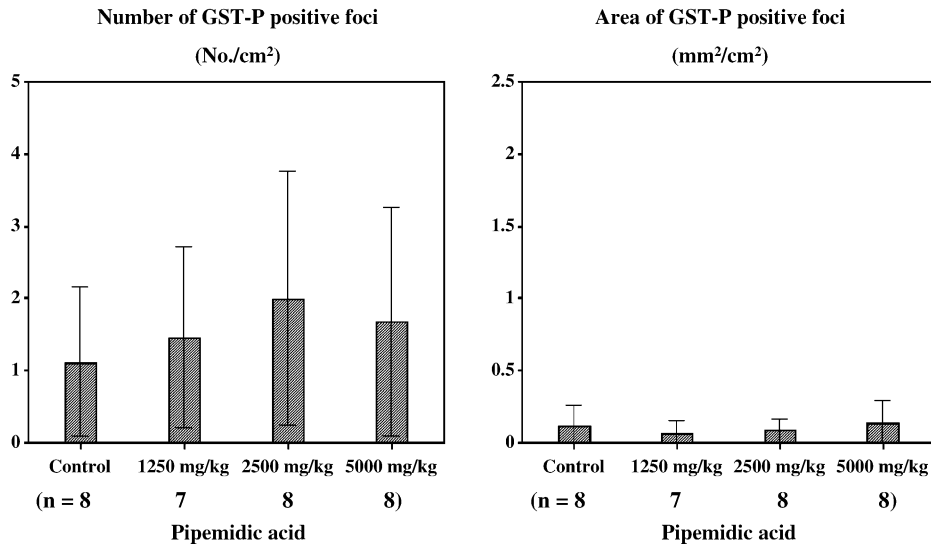 Number of GST-P positive foci
(No./cm²)
5
4
3
2
1
0
Control 1250 mg/kg 2500 mg/kg 5000 mg/kg
(n = 8 7 8 8)
Pipemidic acid
Area of GST-P positive foci
(mm²/cm²)
2.5
2
1.5
1
0.5
0
Control 1250 mg/kg 2500 mg/kg 5000 mg/kg
(n = 8 7 8 8)
Pipemidic acid